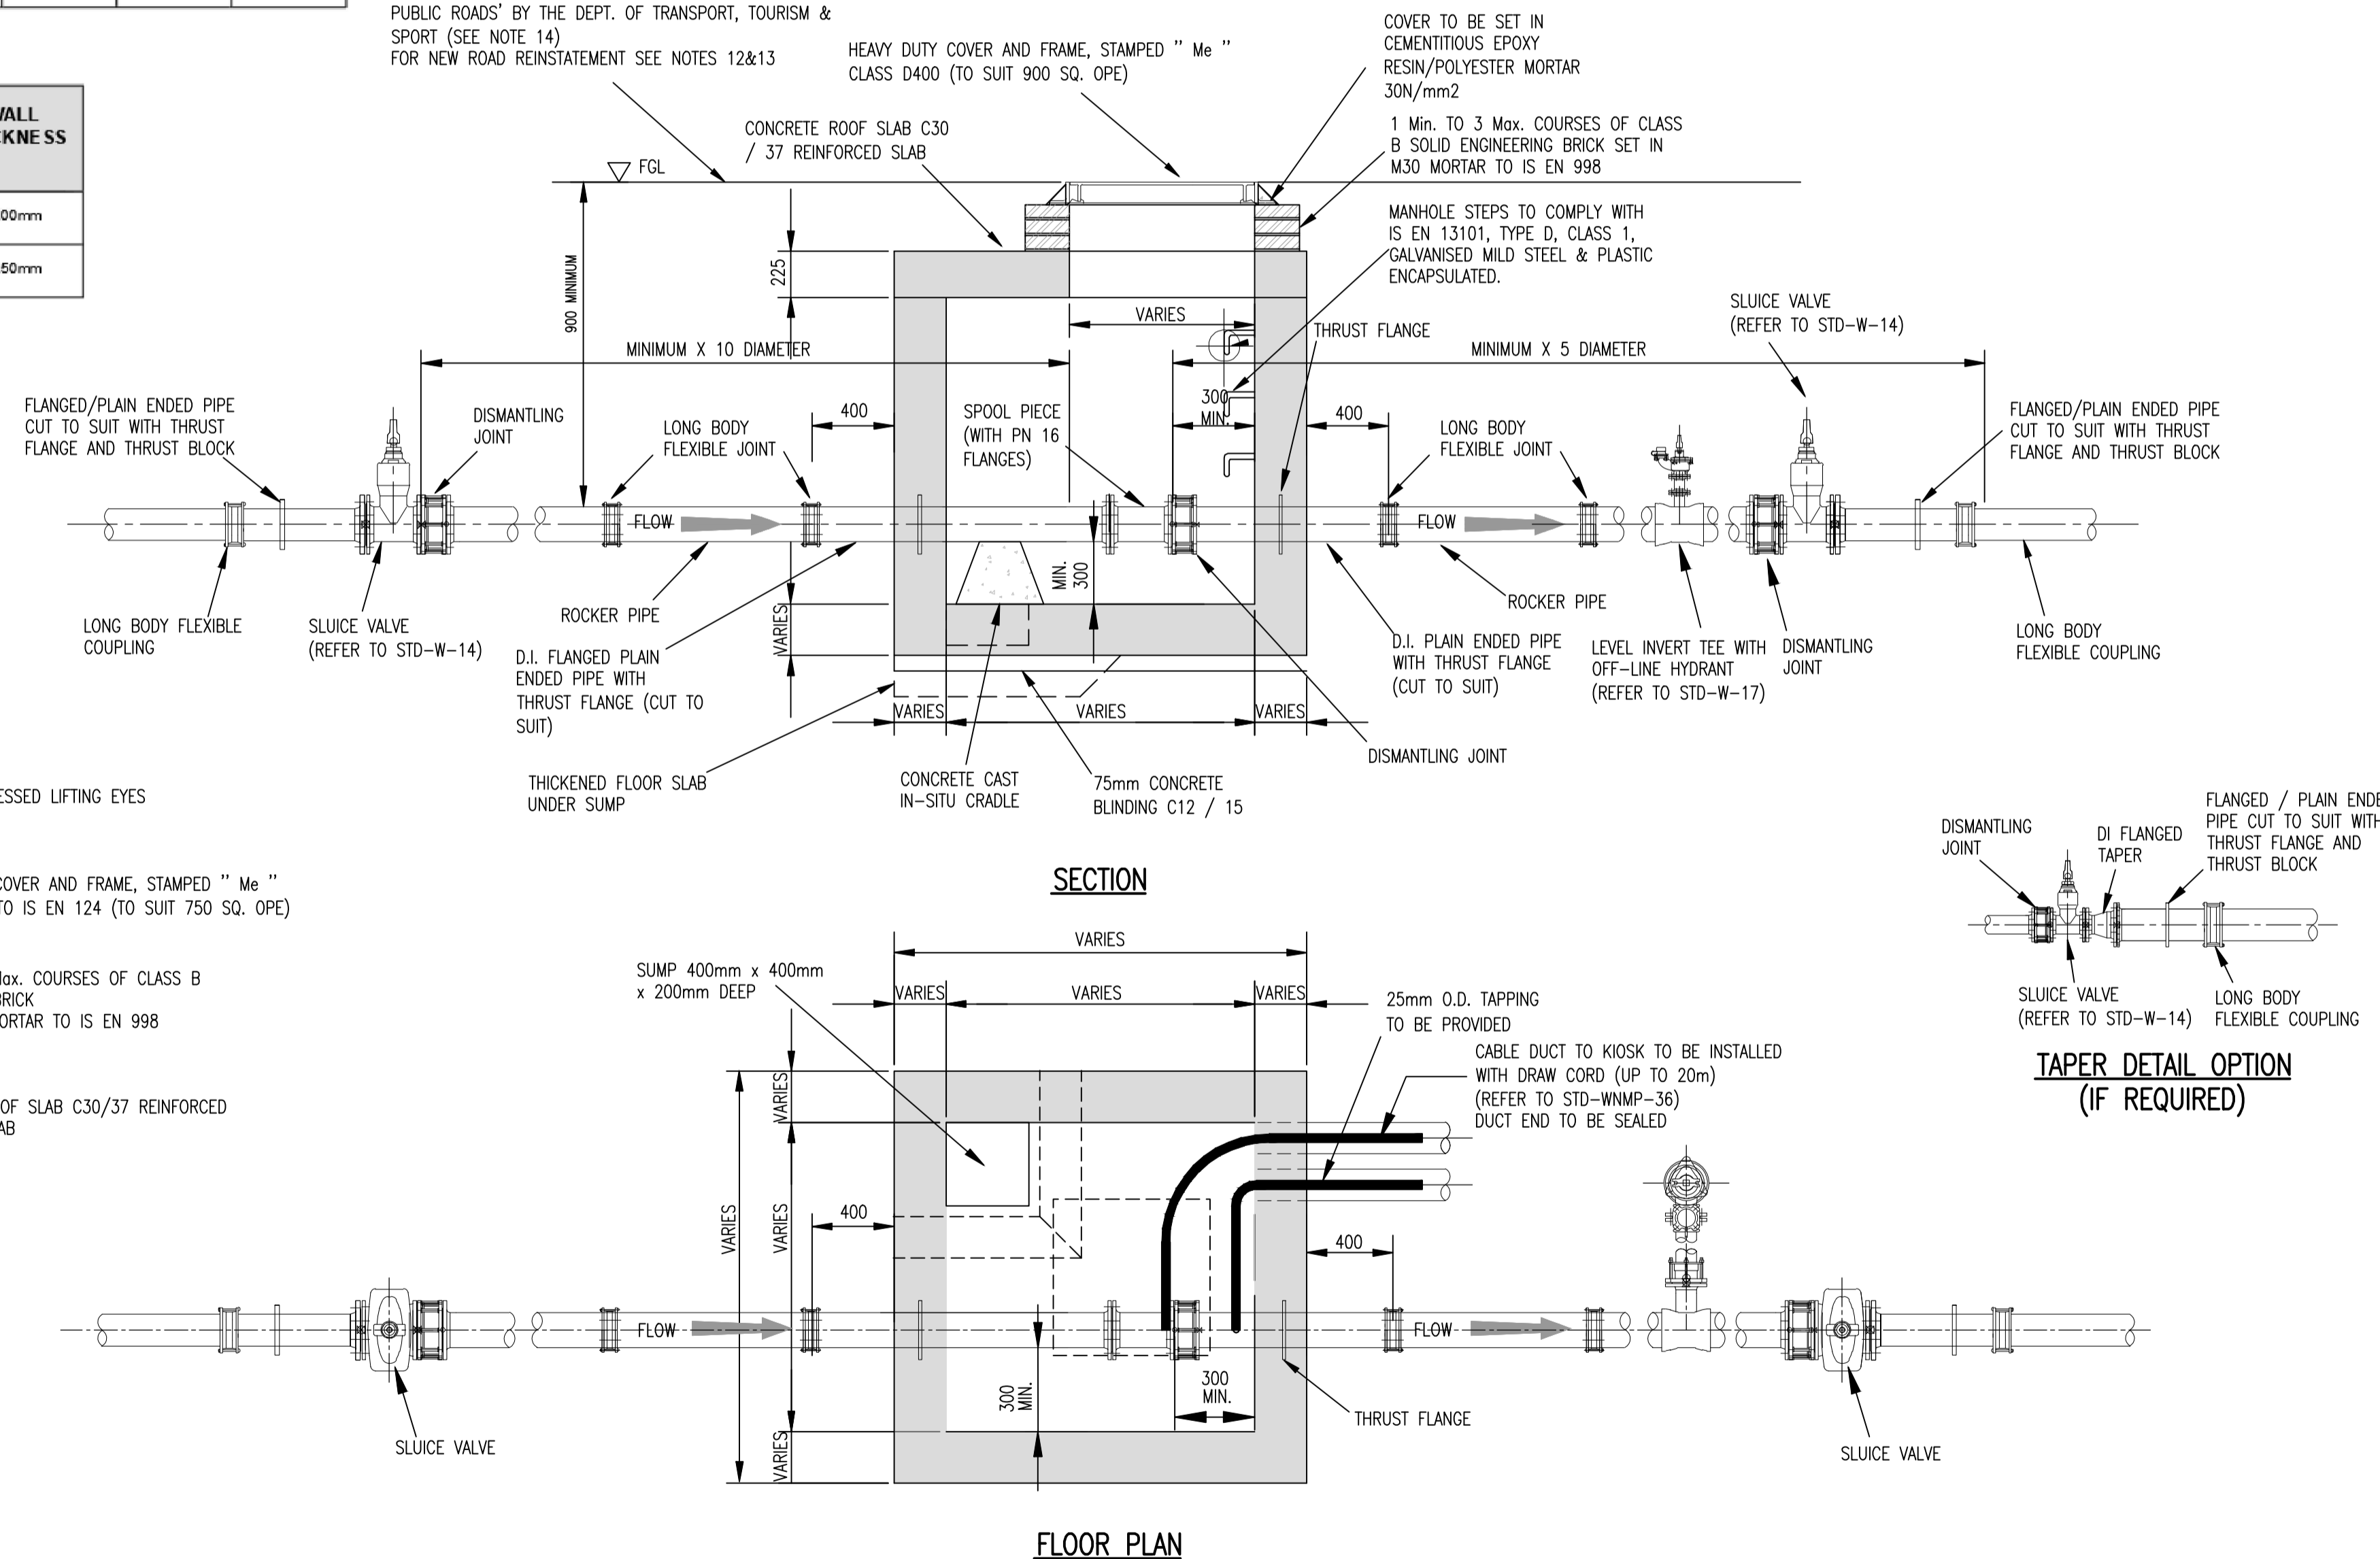 PUBLIC ROADS' BY THE DEPT. OF TRANSPORT, TOURISM &
SPORT (SEE NOTE 14)
FOR NEW ROAD REINSTATEMENT SEE NOTES 12&13
HEAVY DUTY COVER AND FRAME, STAMPED " Me "
CLASS D400 (TO SUIT 900 SQ. OPE)
COVER TO BE SET IN
CEMENTITIOUS EPOXY
RESIN/POLYESTER MORTAR
30N/mm2
CONCRETE ROOF SLAB C30
/ 37 REINFORCED SLAB
1 Min. TO 3 Max. COURSES OF CLASS
B SOLID ENGINEERING BRICK SET IN
M30 MORTAR TO IS EN 998
FGL
MANHOLE STEPS TO COMPLY WITH
IS EN 13101, TYPE D, CLASS 1,
GALVANISED MILD STEEL & PLASTIC
ENCAPSULATED.
00mm
50mm
900 MINIMUM
225
VARIES
THRUST FLANGE
SLUICE VALVE
(REFER TO STD-W-14)
MINIMUM X 10 DIAMETER
MINIMUM X 5 DIAMETER
FLANGED/PLAIN ENDED PIPE
CUT TO SUIT WITH THRUST
FLANGE AND THRUST BLOCK
DISMANTLING
JOINT
LONG BODY
FLEXIBLE JOINT
400
SPOOL PIECE
(WITH PN 16
FLANGES)
300
MIN.
400
LONG BODY
FLEXIBLE JOINT
FLANGED/PLAIN ENDED PIPE
CUT TO SUIT WITH THRUST
FLANGE AND THRUST BLOCK
FLOW
FLOW
MIN.
300
VARIES
LONG BODY FLEXIBLE
COUPLING
SLUICE VALVE
(REFER TO STD-W-14)
ROCKER PIPE
D.I. FLANGED PLAIN
ENDED PIPE WITH
THRUST FLANGE (CUT TO
SUIT)
ROCKER PIPE
D.I. PLAIN ENDED PIPE
WITH THRUST FLANGE
(CUT TO SUIT)
LEVEL INVERT TEE WITH
OFF-LINE HYDRANT
(REFER TO STD-W-17)
DISMANTLING
JOINT
LONG BODY
FLEXIBLE COUPLING
VARIES
VARIES
VARIES
DISMANTLING JOINT
THICKENED FLOOR SLAB
UNDER SUMP
CONCRETE CAST
IN-SITU CRADLE
75mm CONCRETE
BLINDING C12 / 15
SECTION
ESSED LIFTING EYES
COVER AND FRAME, STAMPED " Me "
TO IS EN 124 (TO SUIT 750 SQ. OPE)
Max. COURSES OF CLASS B
BRICK
ORTAR TO IS EN 998
OF SLAB C30/37 REINFORCED
AB
DISMANTLING
JOINT
DI FLANGED
TAPER
FLANGED / PLAIN ENDE
PIPE CUT TO SUIT WITH
THRUST FLANGE AND
THRUST BLOCK
SLUICE VALVE
(REFER TO STD-W-14)
LONG BODY
FLEXIBLE COUPLING
TAPER DETAIL OPTION
(IF REQUIRED)
VARIES
SUMP 400mm x 400mm
x 200mm DEEP
VARIES
VARIES
VARIES
25mm O.D. TAPPING
TO BE PROVIDED
CABLE DUCT TO KIOSK TO BE INSTALLED
WITH DRAW CORD (UP TO 20m)
(REFER TO STD-WNMP-36)
DUCT END TO BE SEALED
VARIES
VARIES
VARIES
VARIES
400
400
FLOW
FLOW
300
MIN.
300
MIN.
THRUST FLANGE
SLUICE VALVE
SLUICE VALVE
FLOOR PLAN